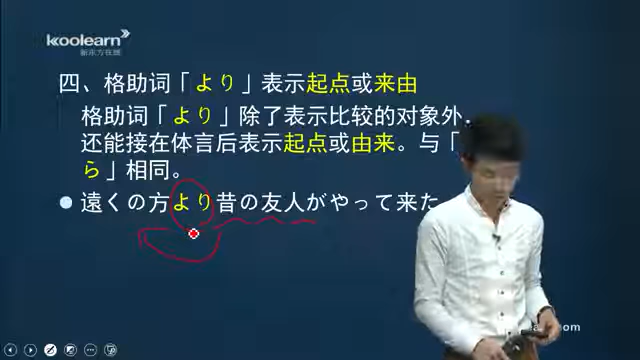 koolearn
新东方在线
四、格助词「より」表示起点或来由
格助词「より」除了表示比较的对象外，
还能接在体言后表示起点或由来。与「
ら」相同。
遠くの方より昔の友人がやって来た